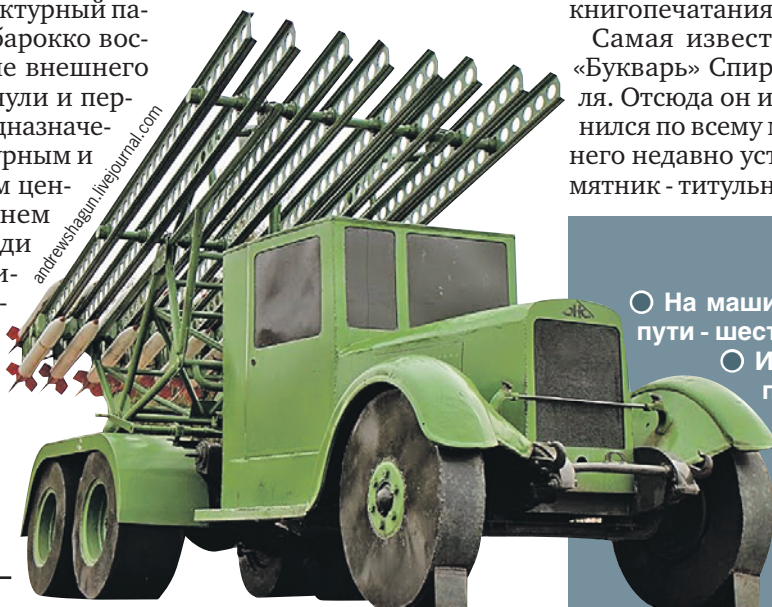 ктурный па-
барокко вос-
е внешнего
нули и пер-
дназначе-
урным и
м цен-
нем
ди
и-
-
andrewshagun.livejournal.com
книгопечатания
Самая извест
«Букварь» Спир
ля. Отсюда он и
нился по всему
него недавно уст
мятник - титульн
На маши
пути - шест
И
п